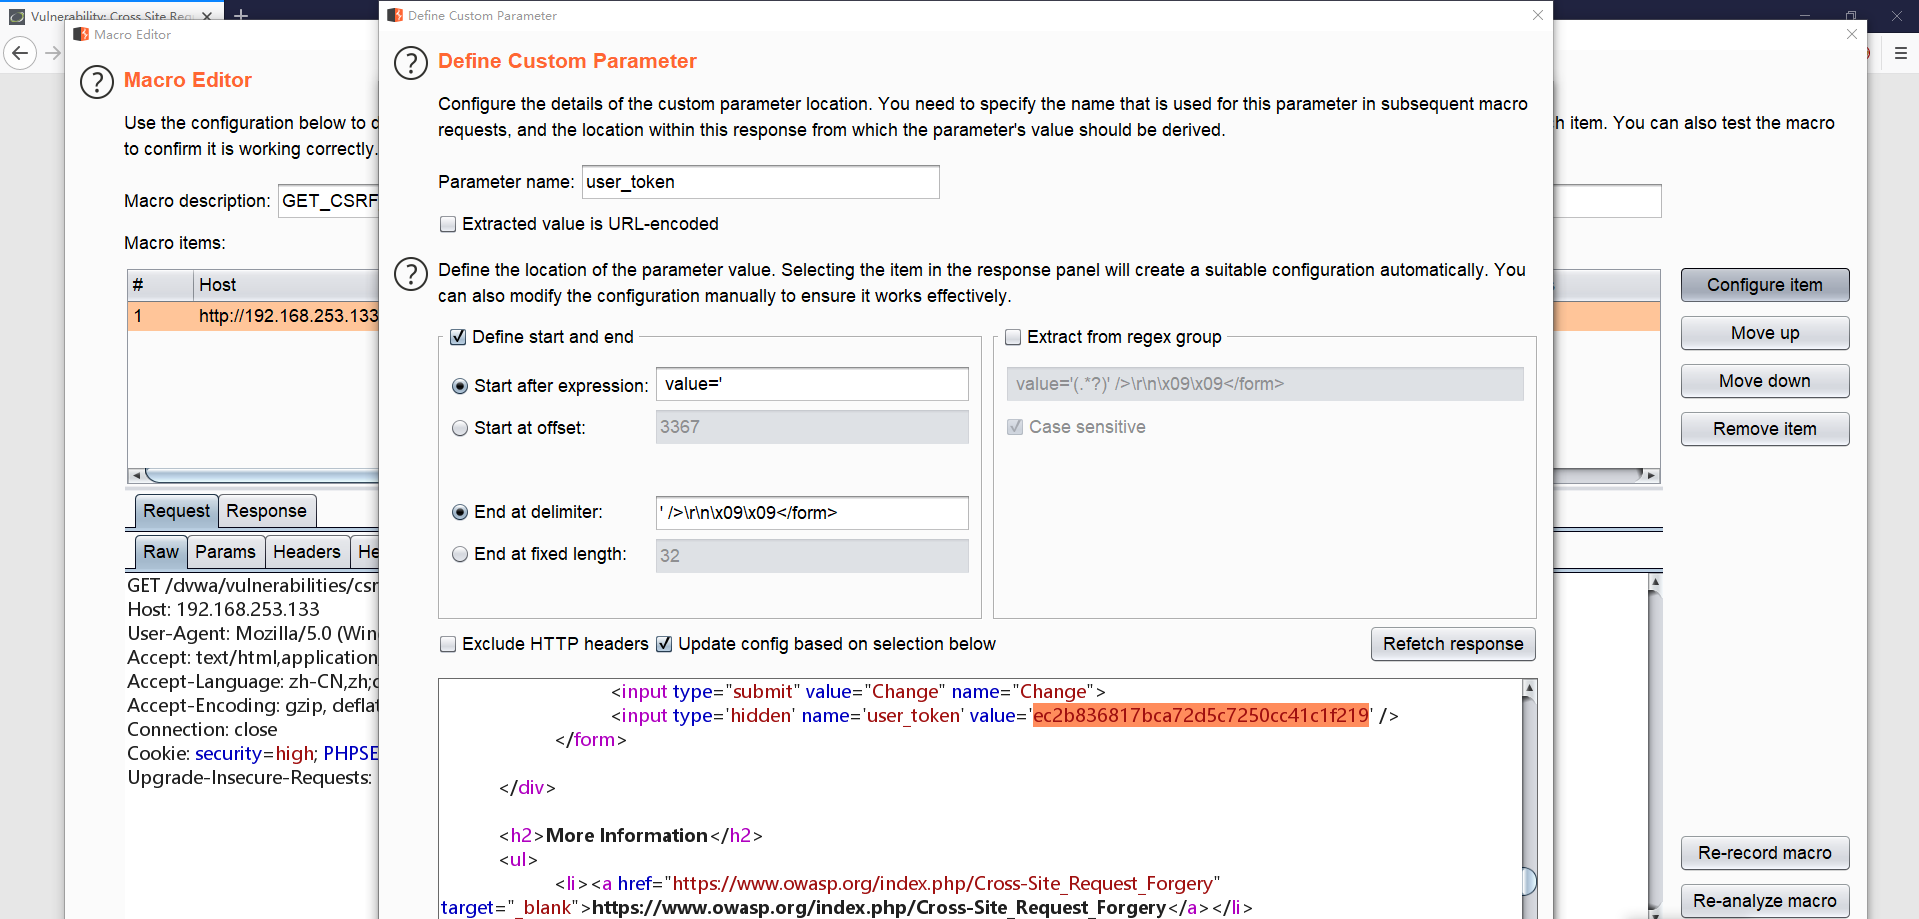 Vulnerability: Cross Site Req
Macro Editor
Define Custom Parameter
Macro Editor
Define Custom Parameter
Use the configuration below to d
h item. You can also test the macro
to confirm it is working correctly.
Configure the details of the custom parameter location. You need to specify the name that is used for this parameter in subsequent macro
requests, and the location within this response from which the parameter's value should be derived.
Macro description: GET_CSRF
Parameter name: user_token
Extracted value is URL-encoded
Macro items:
Define the location of the parameter value. Selecting the item in the response panel will create a suitable configuration automatically. You
can also modify the configuration manually to ensure it works effectively.
# Host
1 http://192.168.253.133
Configure item
Move up
Move down
Remove item
Define start and end
Start after expression: value='
Start at offset: 3367
End at delimiter: ' />\r\n\x09\x09</form>
End at fixed length: 32
Extract from regex group
value='(.*?)' />\r\n\x09\x09</form>
Case sensitive
Exclude HTTP headers Update config based on selection below Refetch response
Request Response
Raw Params Headers He
GET /dvwa/vulnerabilities/csr
Host: 192.168.253.133
User-Agent: Mozilla/5.0 (Win
Accept: text/html,application
Accept-Language: zh-CN,zh;
Accept-Encoding: gzip, deflat
Connection: close
Cookie: security=high; PHPSE
Upgrade-Insecure-Requests:
<input type="submit" value="Change" name="Change">
<input type='hidden' name='user_token' value='ec2b836817bca72d5c7250cc41c1f219' />
</form>
</div>
<h2>More Information</h2>
<ul>
<li><a href="https://www.owasp.org/index.php/Cross-Site_Request_Forgery"
target="_blank">https://www.owasp.org/index.php/Cross-Site_Request_Forgery</a></li>
Re-record macro
Re-analyze macro